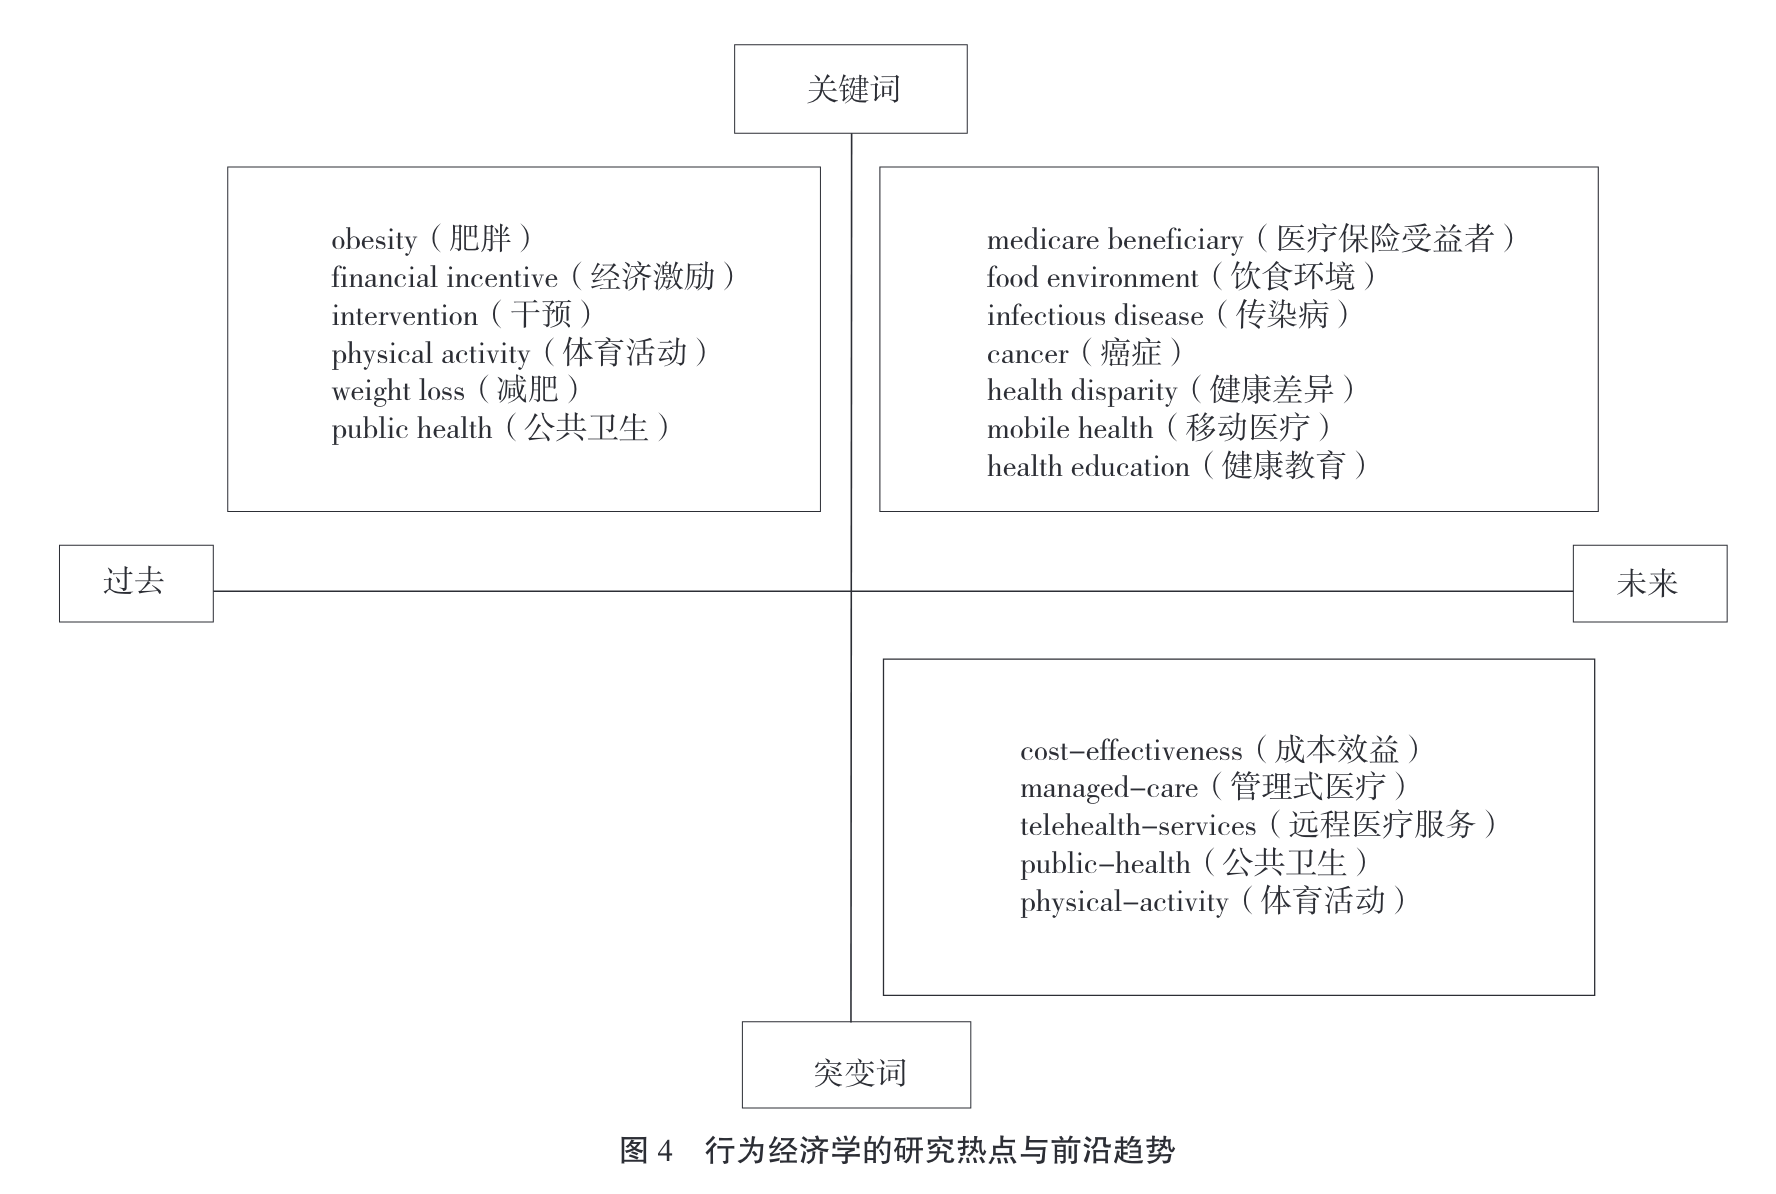 关键词
obesity（肥胖）
financial incentive（经济激励）
intervention（干预）
physical activity（体育活动）
weight loss（减肥）
public health（公共卫生）
medicare beneficiary（医疗保险受益者）
food environment（饮食环境）
infectious disease（传染病）
cancer（癌症）
health disparity（健康差异）
mobile health（移动医疗）
health education（健康教育）
过去
未来
cost-effectiveness（成本效益）
managed-care（管理式医疗）
telehealth-services（远程医疗服务）
public-health（公共卫生）
physical-activity（体育活动）
突变词
图 4　行为经济学的研究热点与前沿趋势